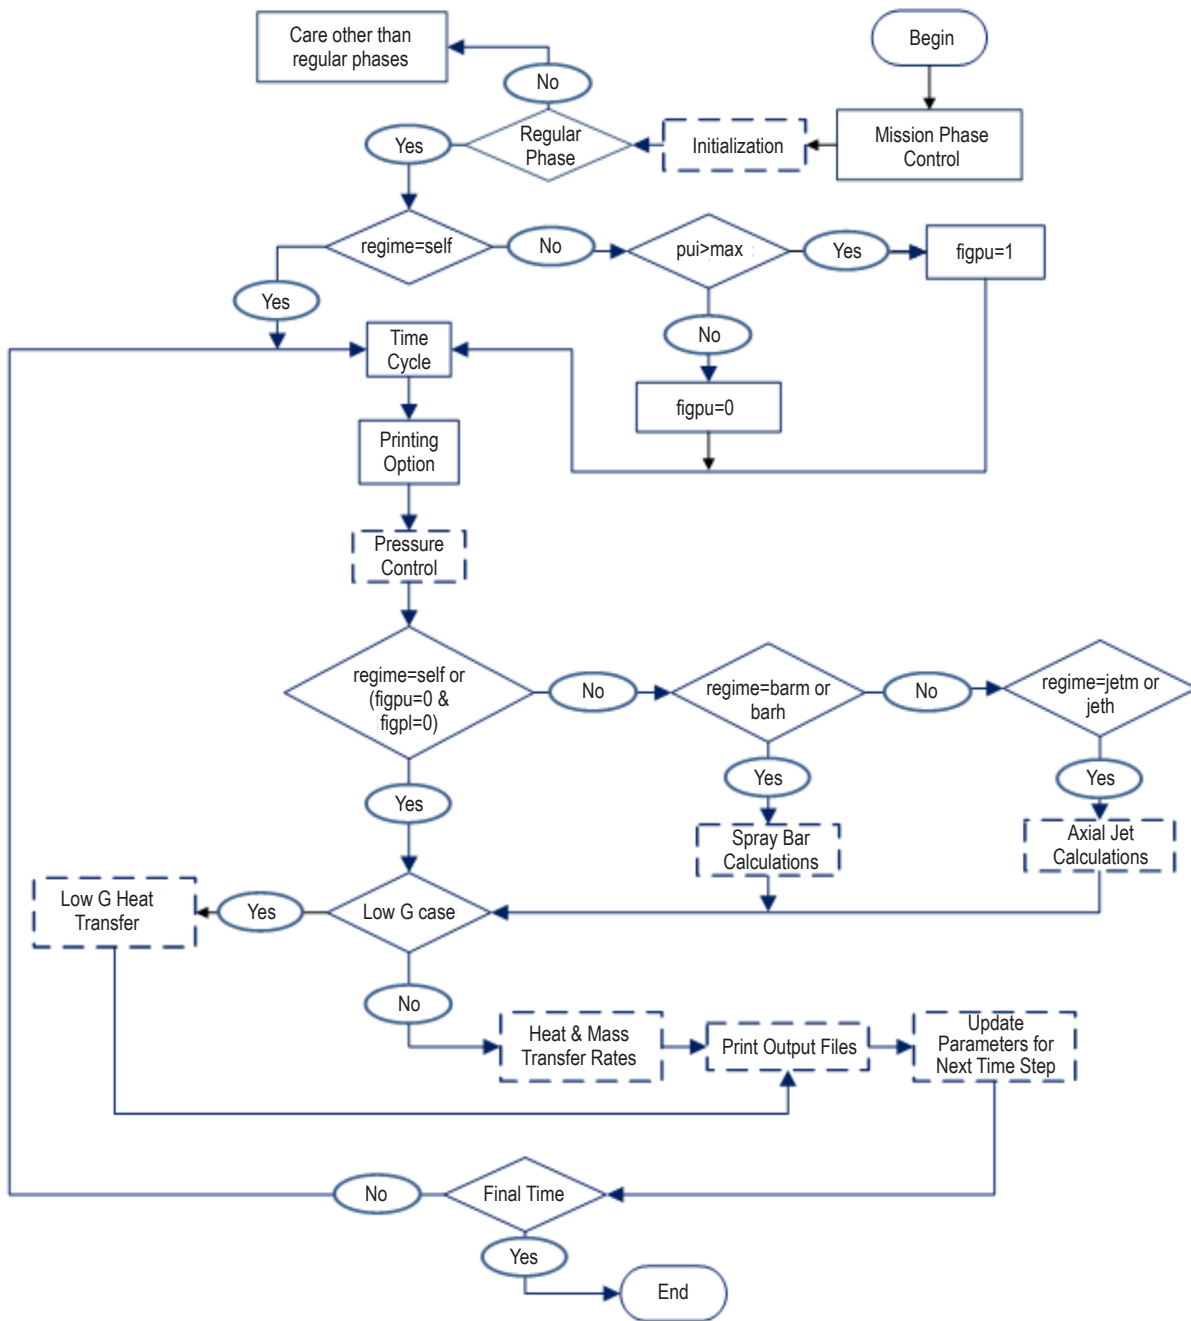 Begin
Care other than
regular phases
No
Mission Phase
Control
Initialization
Regular
Phase
Yes
regime=self
No
pui>max
Yes
figpu=1
Yes
No
Time
Cycle
figpu=0
Printing
Option
Pressure
Control
regime=self or
(figpu=0 &
figpl=0)
No
regime=barm or
barh
No
regime=jetm or
jeth
Yes
Yes
Yes
Spray Bar
Calculations
Axial Jet
Calculations
Low G Heat
Transfer
Yes
Low G case
No
Heat & Mass
Transfer Rates
Print Output Files
Update
Parameters for
Next Time Step
No
Final Time
Yes
End